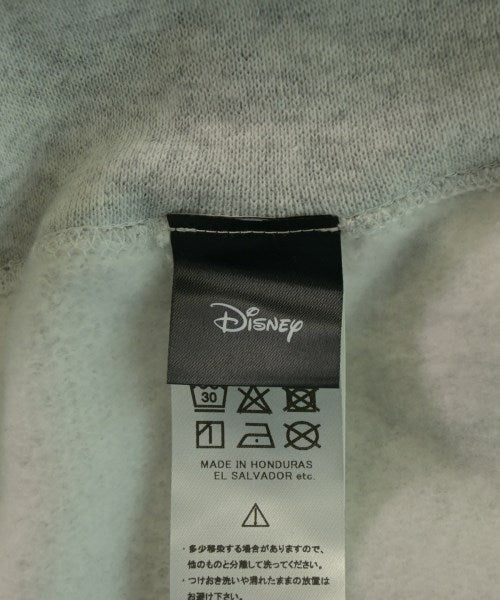 Disney
30
MADE IN HONDURAS
EL SALVADOR etc.
・多少移染する場合がありますので、
他のものと分離して洗ってください。
・つけおき洗いや濡れたままの放置は
お避け下さい。